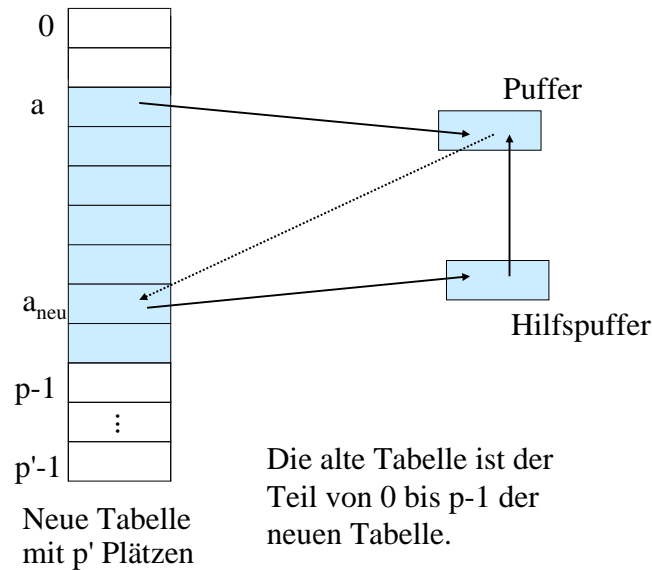 0
a
Puffer
a_neu
Hilfspuffer
p-1
⋮
p'-1
Die alte Tabelle ist der
Teil von 0 bis p-1 der
neuen Tabelle.
Neue Tabelle
mit p' Plätzen